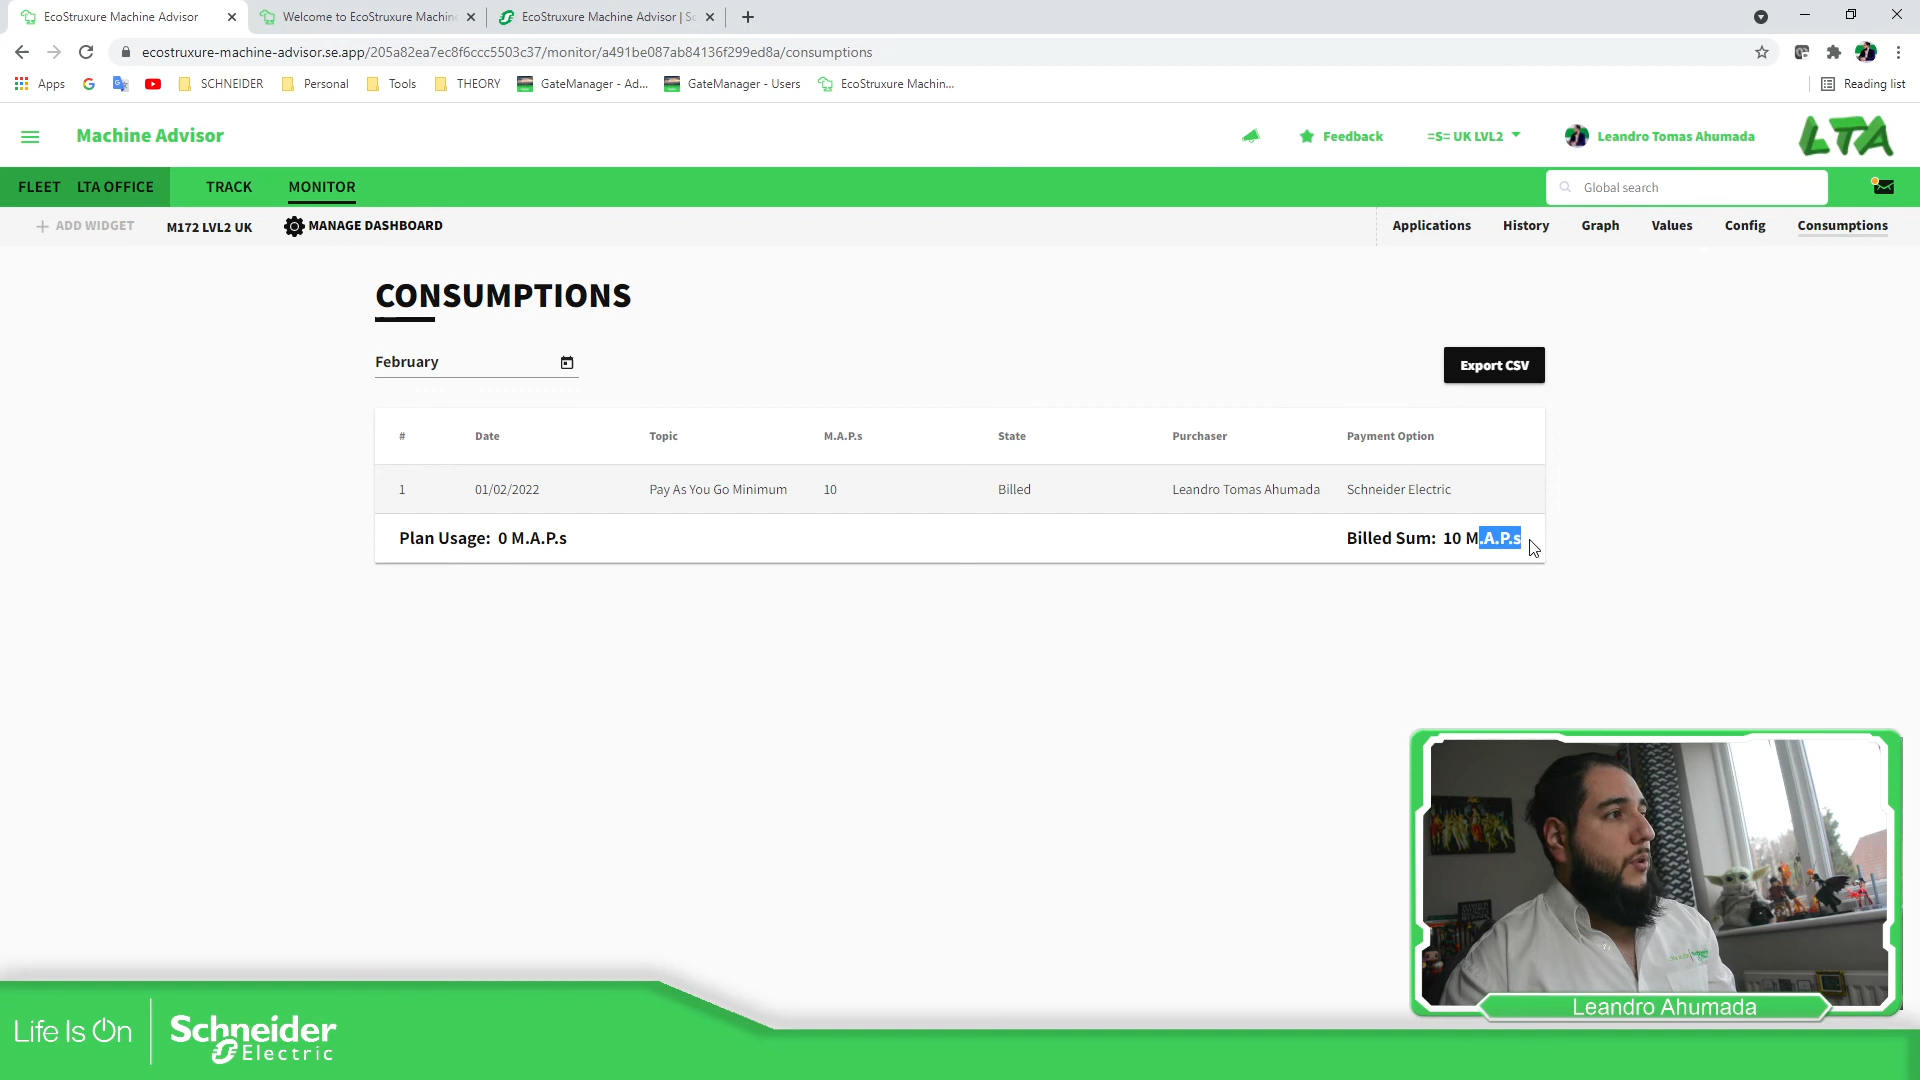 EcoStruxure Machine Advisor
Welcome to EcoStruxure Machine
EcoStruxure Machine Advisor | Sc
ecostruxure-machine-advisor.se.app/205a82ea7ec8f6ccc5503c37/monitor/a491be087ab84136f299ed8a/consumptions
Apps
SCHNEIDER
Personal
Tools
THEORY
GateManager - Ad...
GateManager - Users
EcoStruxure Machin...
Reading list
Machine Advisor
Feedback
=S= UK LVL2
Leandro Tomas Ahumada
LTA
FLEET
LTA OFFICE
TRACK
MONITOR
Global search
ADD WIDGET
M172 LVL2 UK
MANAGE DASHBOARD
Applications
History
Graph
Values
Config
Consumptions
CONSUMPTIONS
February
Export CSV
# Date Topic M.A.P.s State Purchaser Payment Option
1 01/02/2022 Pay As You Go Minimum 10 Billed Leandro Tomas Ahumada Schneider Electric
Plan Usage: 0 M.A.P.s
Billed Sum: 10 M.A.P.s
Leandro Ahumada
Life Is On
Schneider
Electric